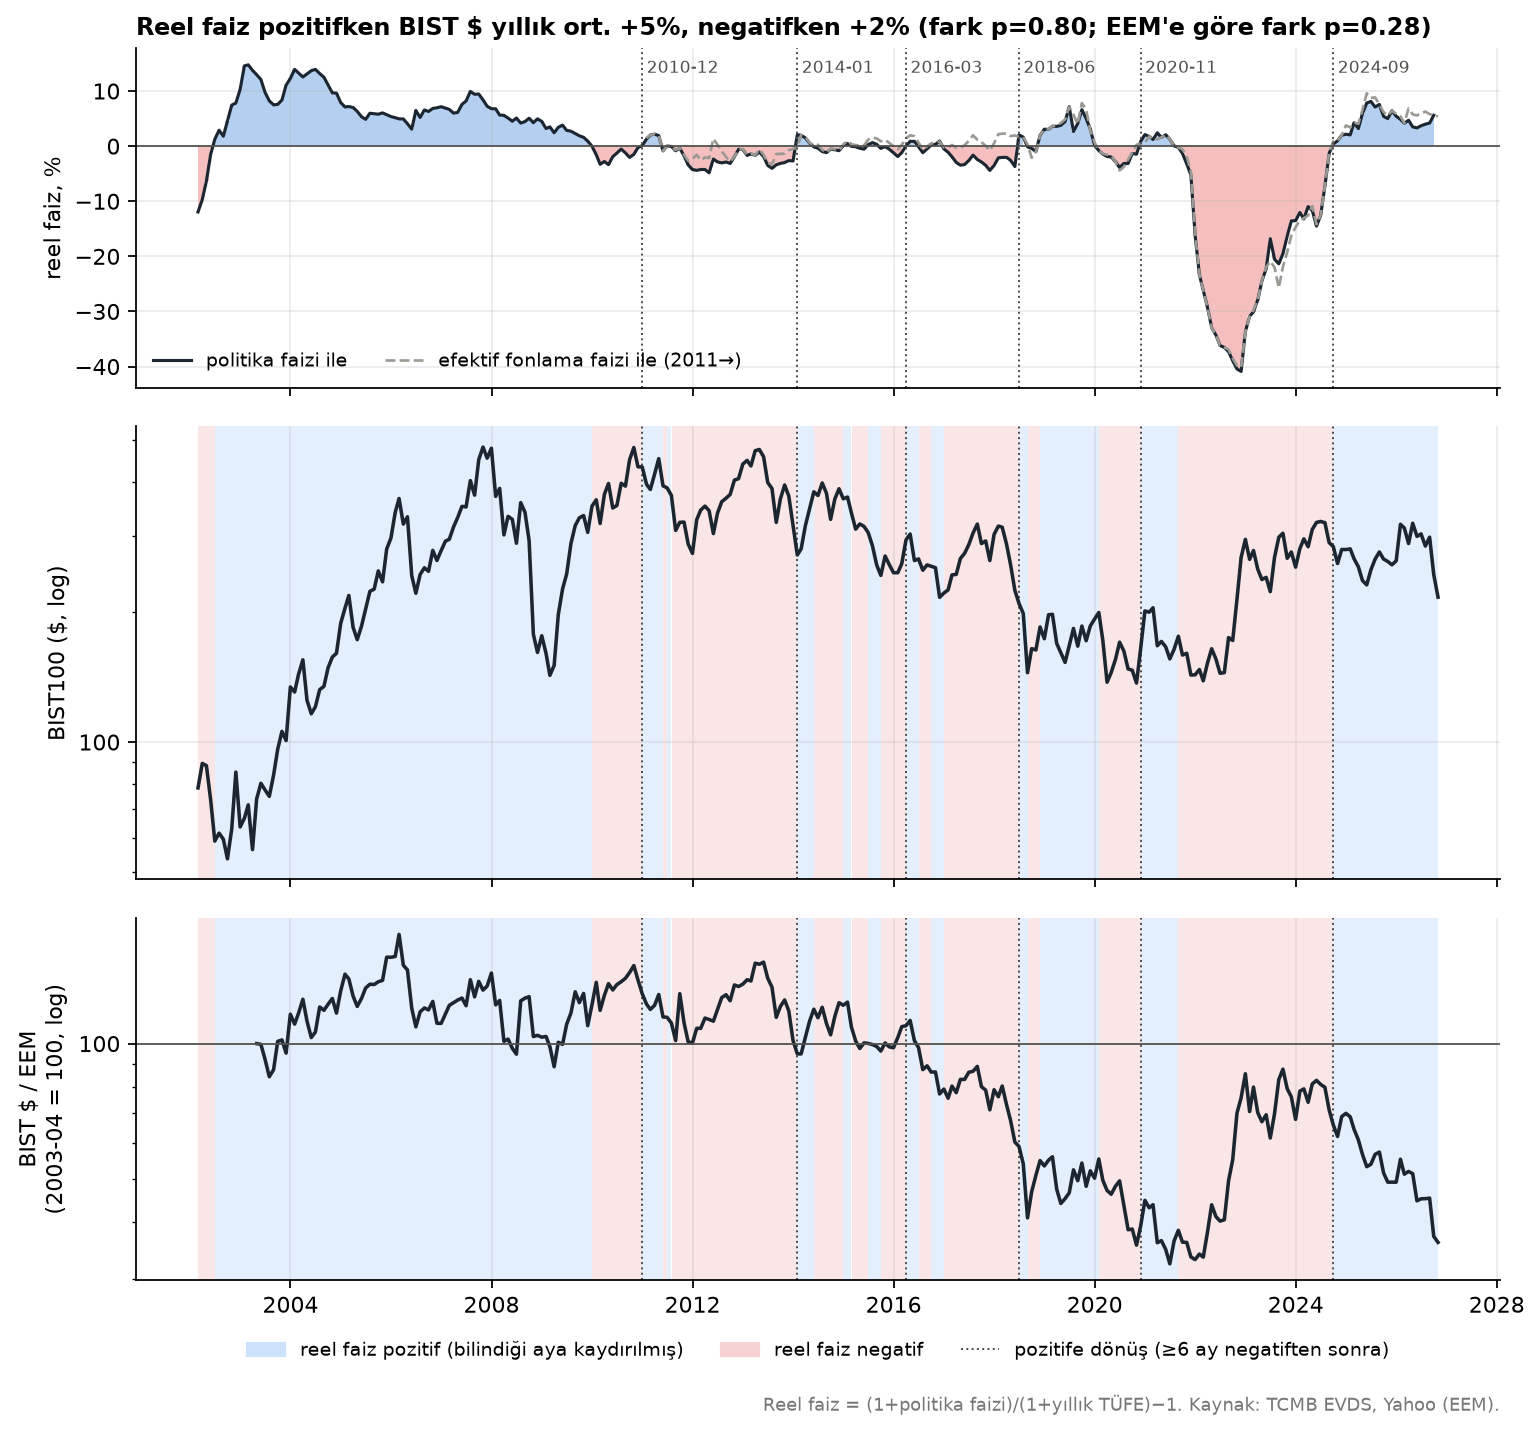 Reel faiz pozitifken BIST $ yıllık ort. +5%, negatifken +2% (fark p=0.80; EEM'e göre fark p=0.28)
2010-12
2014-01
2016-03
2018-06
2020-11
2024-09
10
0
−10
−20
−30
−40
reel faiz, %
politika faizi ile
efektif fonlama faizi ile (2011→)
BIST100 ($, log)
100
BIST $ / EEM
(2003-04 = 100, log)
100
2004
2008
2012
2016
2020
2024
2028
reel faiz pozitif (bilindiği aya kaydırılmış)
reel faiz negatif
pozitife dönüş (≥6 ay negatiften sonra)
Reel faiz = (1+politika faizi)/(1+yıllık TÜFE)−1. Kaynak: TCMB EVDS, Yahoo (EEM).